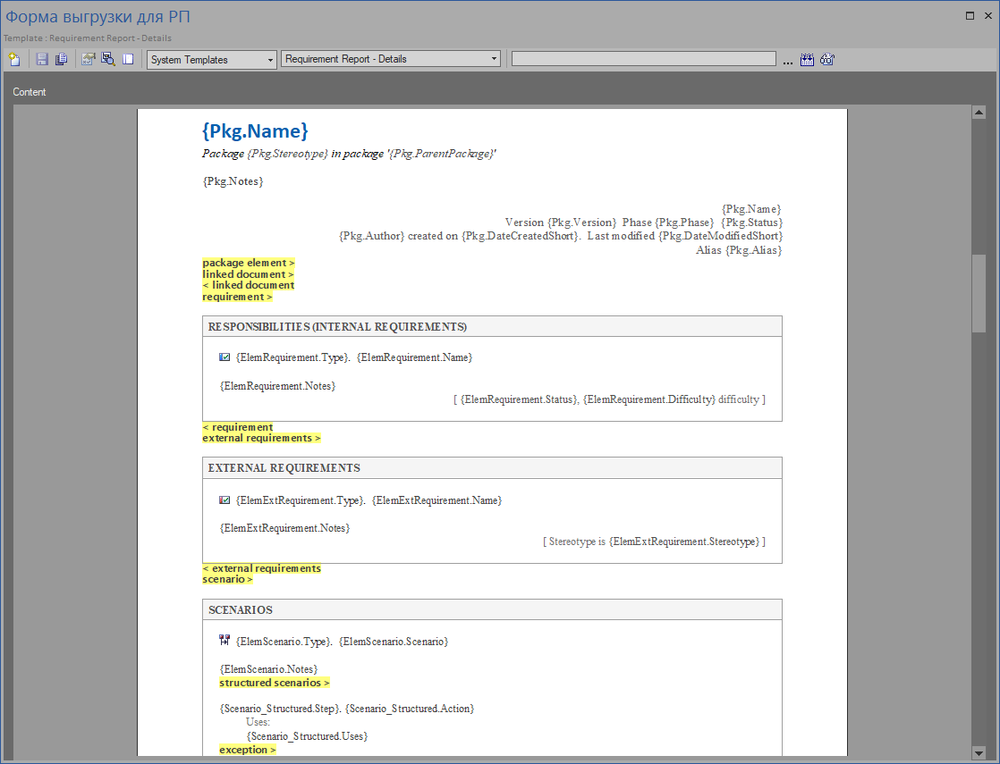 Форма выгрузки для РП
Template : Requirement Report - Details
System Templates
Requirement Report - Details
...
Content
{Pkg.Name}
Package {Pkg.Stereotype} in package '{Pkg.ParentPackage}'
{Pkg.Notes}
{Pkg.Name}
Version {Pkg.Version} Phase {Pkg.Phase} {Pkg.Status}
{Pkg.Author} created on {Pkg.DateCreatedShort}. Last modified {Pkg.DateModifiedShort}
Alias {Pkg.Alias}
package element >
linked document >
< linked document
requirement >
RESPONSIBILITIES (INTERNAL REQUIREMENTS)
{ElemRequirement.Type}. {ElemRequirement.Name}
{ElemRequirement.Notes}
[ {ElemRequirement.Status}, {ElemRequirement.Difficulty} difficulty ]
< requirement
external requirements >
EXTERNAL REQUIREMENTS
{ElemExtRequirement.Type}. {ElemExtRequirement.Name}
{ElemExtRequirement.Notes}
[ Stereotype is {ElemExtRequirement.Stereotype} ]
< external requirements
scenario >
SCENARIOS
{ElemScenario.Type}. {ElemScenario.Scenario}
{ElemScenario.Notes}
structured scenarios >
{Scenario_Structured.Step}. {Scenario_Structured.Action}
Uses:
{Scenario_Structured.Uses}
exception >